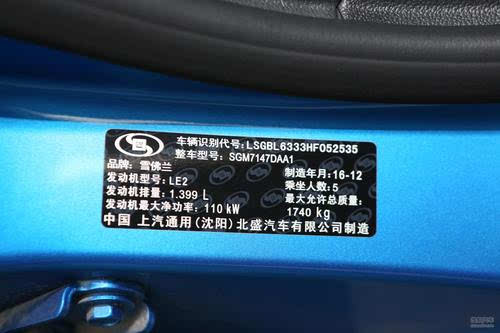 车辆识别代号: LSGBL6333HF052535
整车型号: SGM7147DAA1
品牌: 雪佛兰 制造年月: 16-12
发动机型号: LE2 乘坐人数: 5
发动机排量: 1.399 L 最大允许总质量:
发动机最大净功率: 110 kW 1740 kg
中国 上汽通用(沈阳)北盛汽车有限公司制造